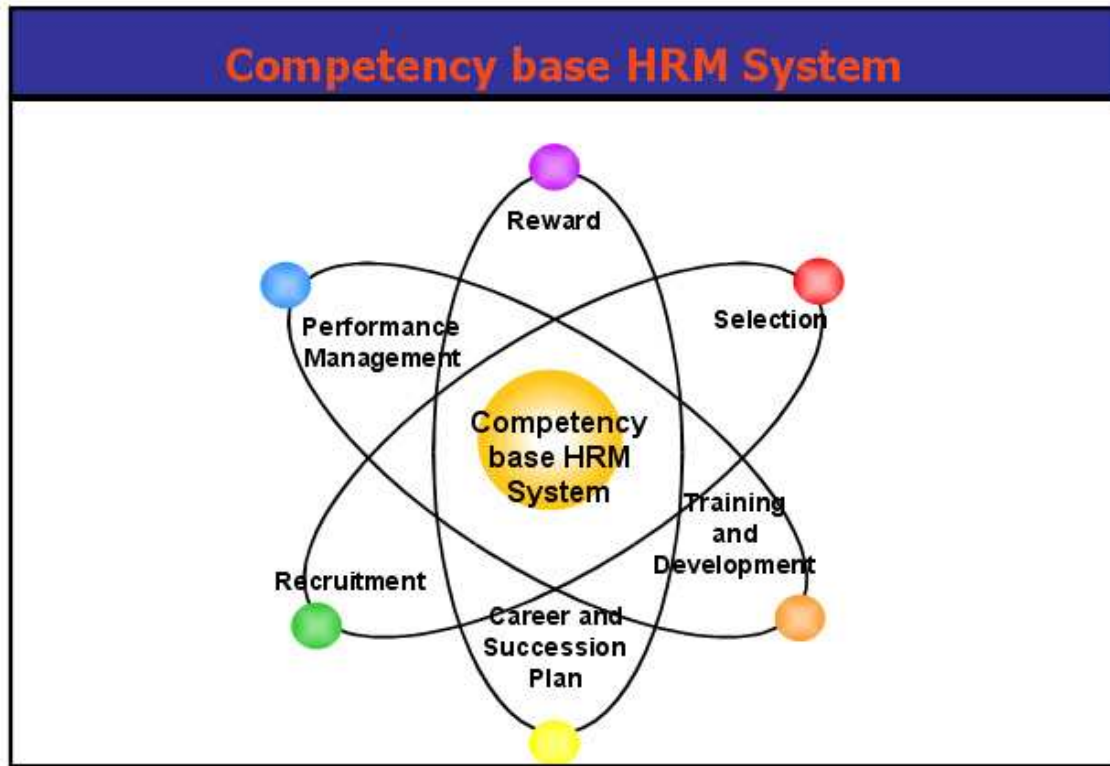 Competency base HRM System
Reward
Performance
Management
Selection
Competency
base HRM
System
Training
and
Development
Recruitment
Career and
Succession
Plan